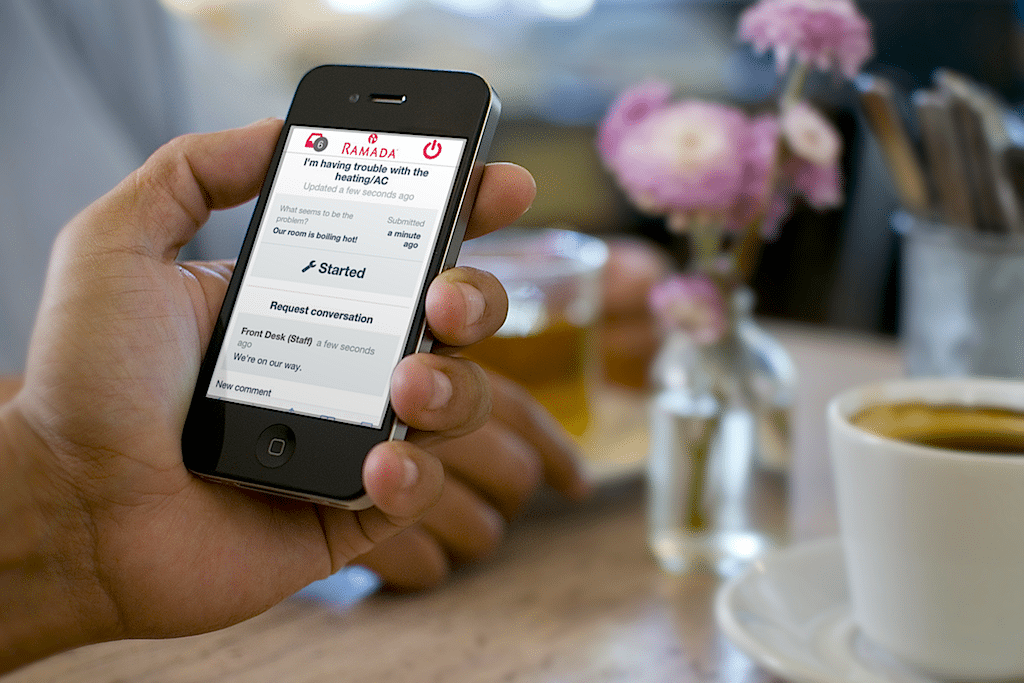 6
RAMADA
I'm having trouble with the
heating/AC
Updated a few seconds ago
What seems to be the
problem?
Our room is boiling hot!
Submitted
a minute
ago
Started
Request conversation
Front Desk (Staff) a few seconds
ago
We're on our way.
New comment